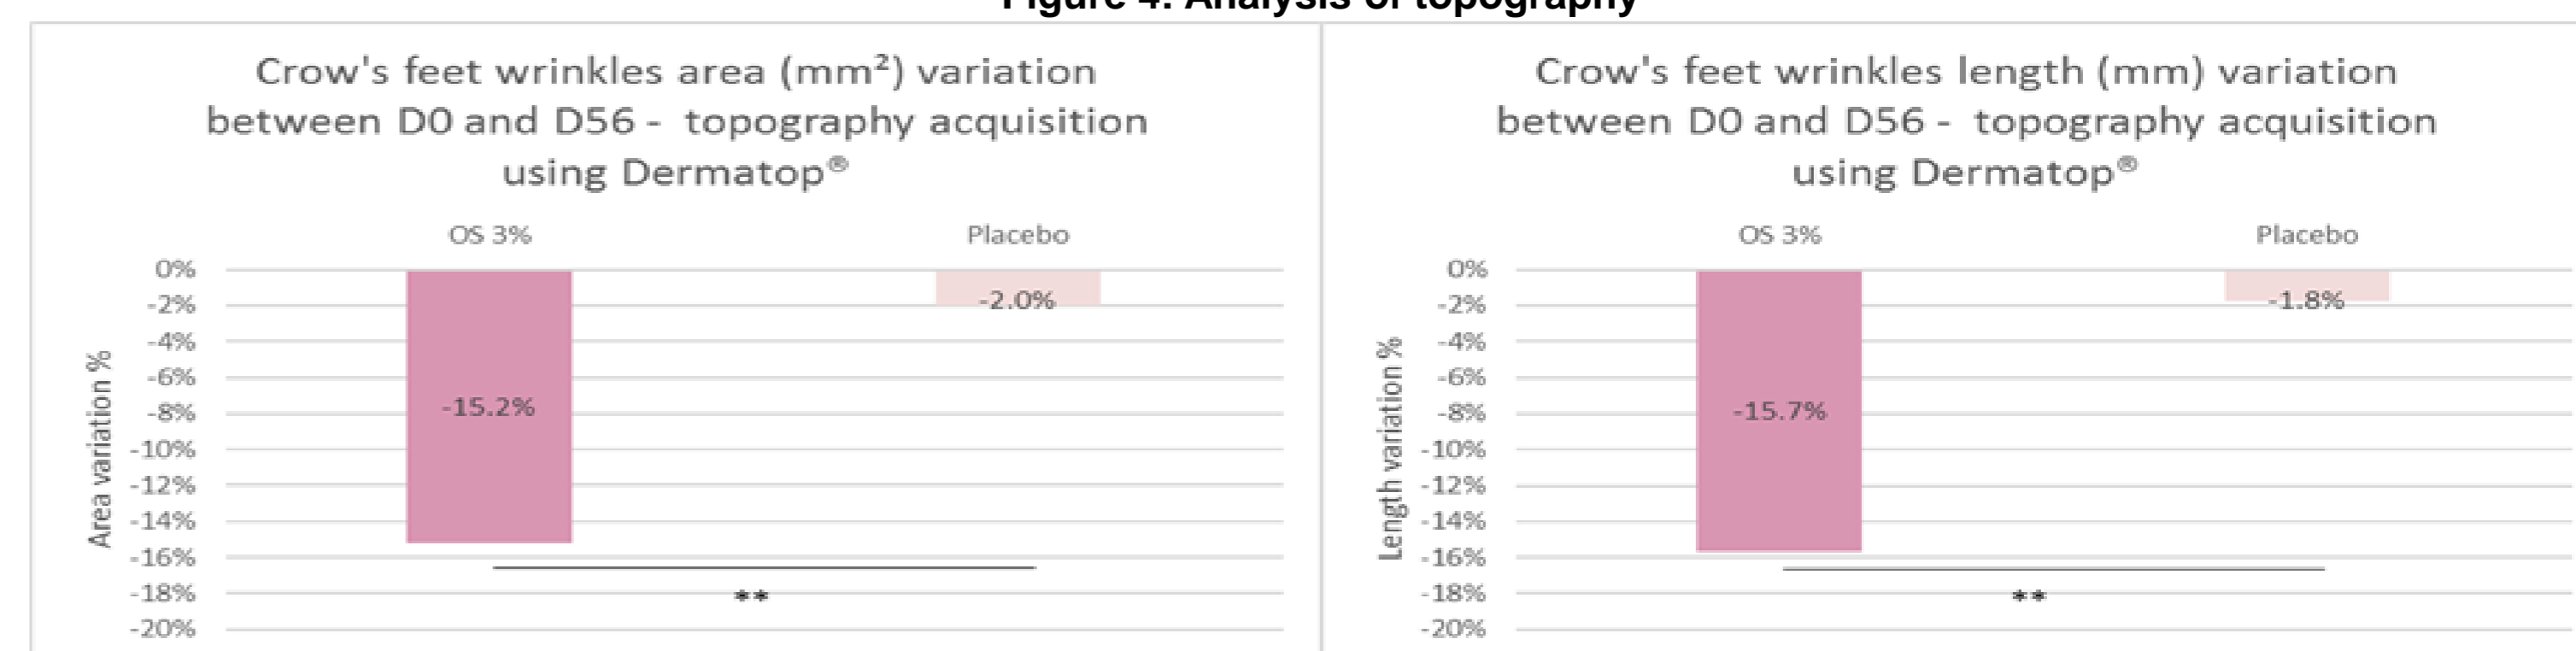 Figure 4: Analysis of topography
Crow's feet wrinkles area (mm²) variation
between D0 and D56 - topography acquisition
using Dermatop®
OS 3%
Placebo
0%
-2%
-4%
-6%
-8%
-10%
-12%
-14%
-16%
-18%
-20%
Area variation %
-15.2%
-2.0%
**
Crow's feet wrinkles length (mm) variation
between D0 and D56 - topography acquisition
using Dermatop®
OS 3%
Placebo
0%
-2%
-4%
-6%
-8%
-10%
-12%
-14%
-16%
-18%
-20%
Length variation %
-15.7%
-1.8%
**